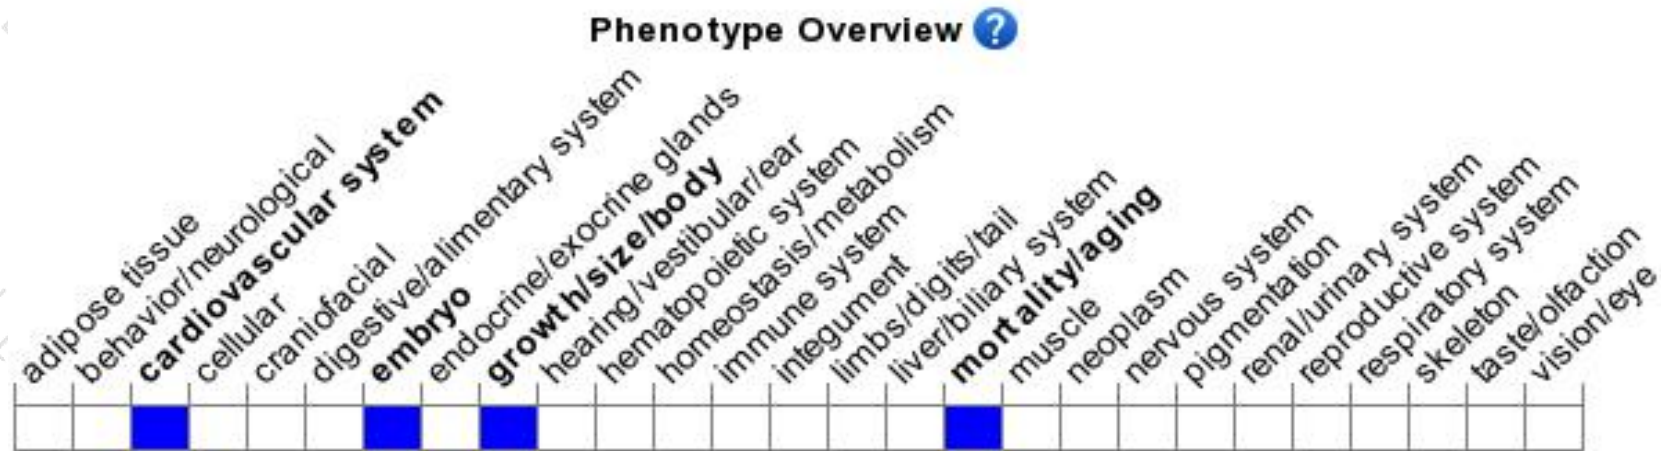 Phenotype Overview ?
adipose tissue
behavior/neurological
cardiovascular system
cellular
craniofacial
digestive/alimentary system
embryo
endocrine/exocrine glands
growth/size/body
hearing/vestibular/ear
hematopoietic system
homeostasis/metabolism
immune system
integument
limbs/digits/tail
liver/biliary system
mortality/aging
muscle
neoplasm
nervous system
pigmentation
renal/urinary system
reproductive system
respiratory system
skeleton
taste/olfaction
vision/eye